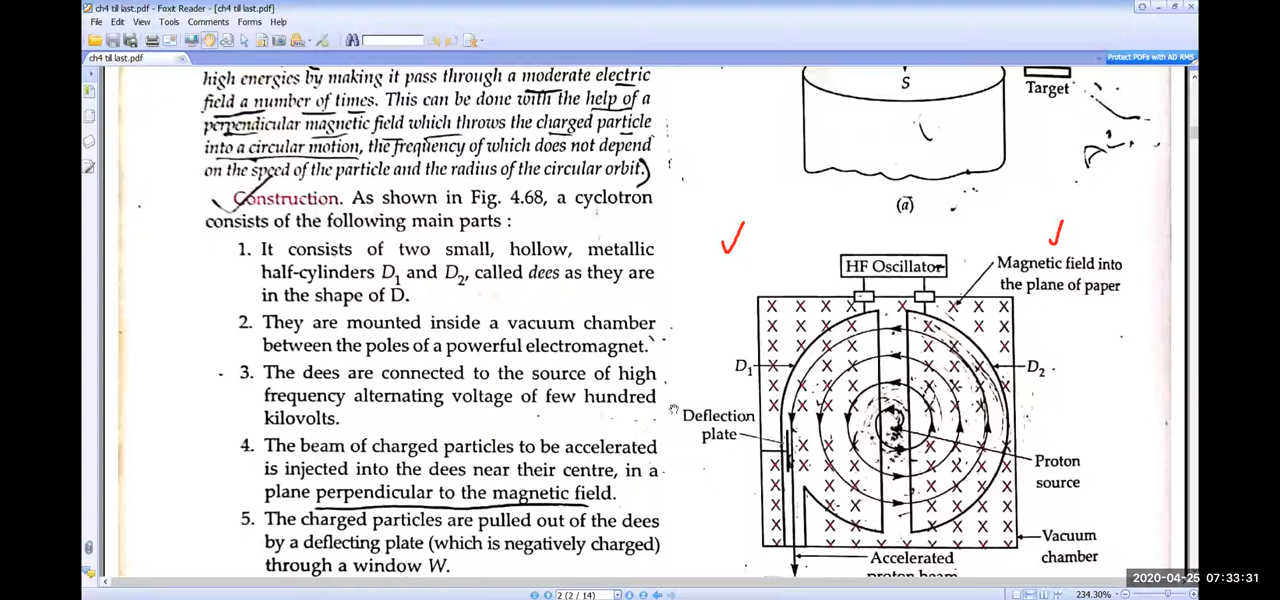 ch4 till last.pdf - Foxit Reader - [ch4 till last.pdf]
File Edit View Tools Comments Forms Help
ch4 till last.pdf
Protect PDFs with AD RMS
high energies by making it pass through a moderate electric
field a number of times. This can be done with the help of a
perpendicular magnetic field which throws the charged particle
into a circular motion, the frequency of which does not depend
on the speed of the particle and the radius of the circular orbit.
Construction. As shown in Fig. 4.68, a cyclotron
consists of the following main parts :
1. It consists of two small, hollow, metallic
half-cylinders D1 and D2, called dees as they are
in the shape of D.
2. They are mounted inside a vacuum chamber
between the poles of a powerful electromagnet.
3. The dees are connected to the source of high
frequency alternating voltage of few hundred
kilovolts.
4. The beam of charged particles to be accelerated
is injected into the dees near their centre, in a
plane perpendicular to the magnetic field.
5. The charged particles are pulled out of the dees
by a deflecting plate (which is negatively charged)
through a window W.
S
Target
(a)
HF Oscillator
Magnetic field into
the plane of paper
D1
D2
Deflection
plate
Proton
source
Vacuum
chamber
Accelerated
proton beam
2020-04-25 07:33:31
2 (2 / 14)
234.30%